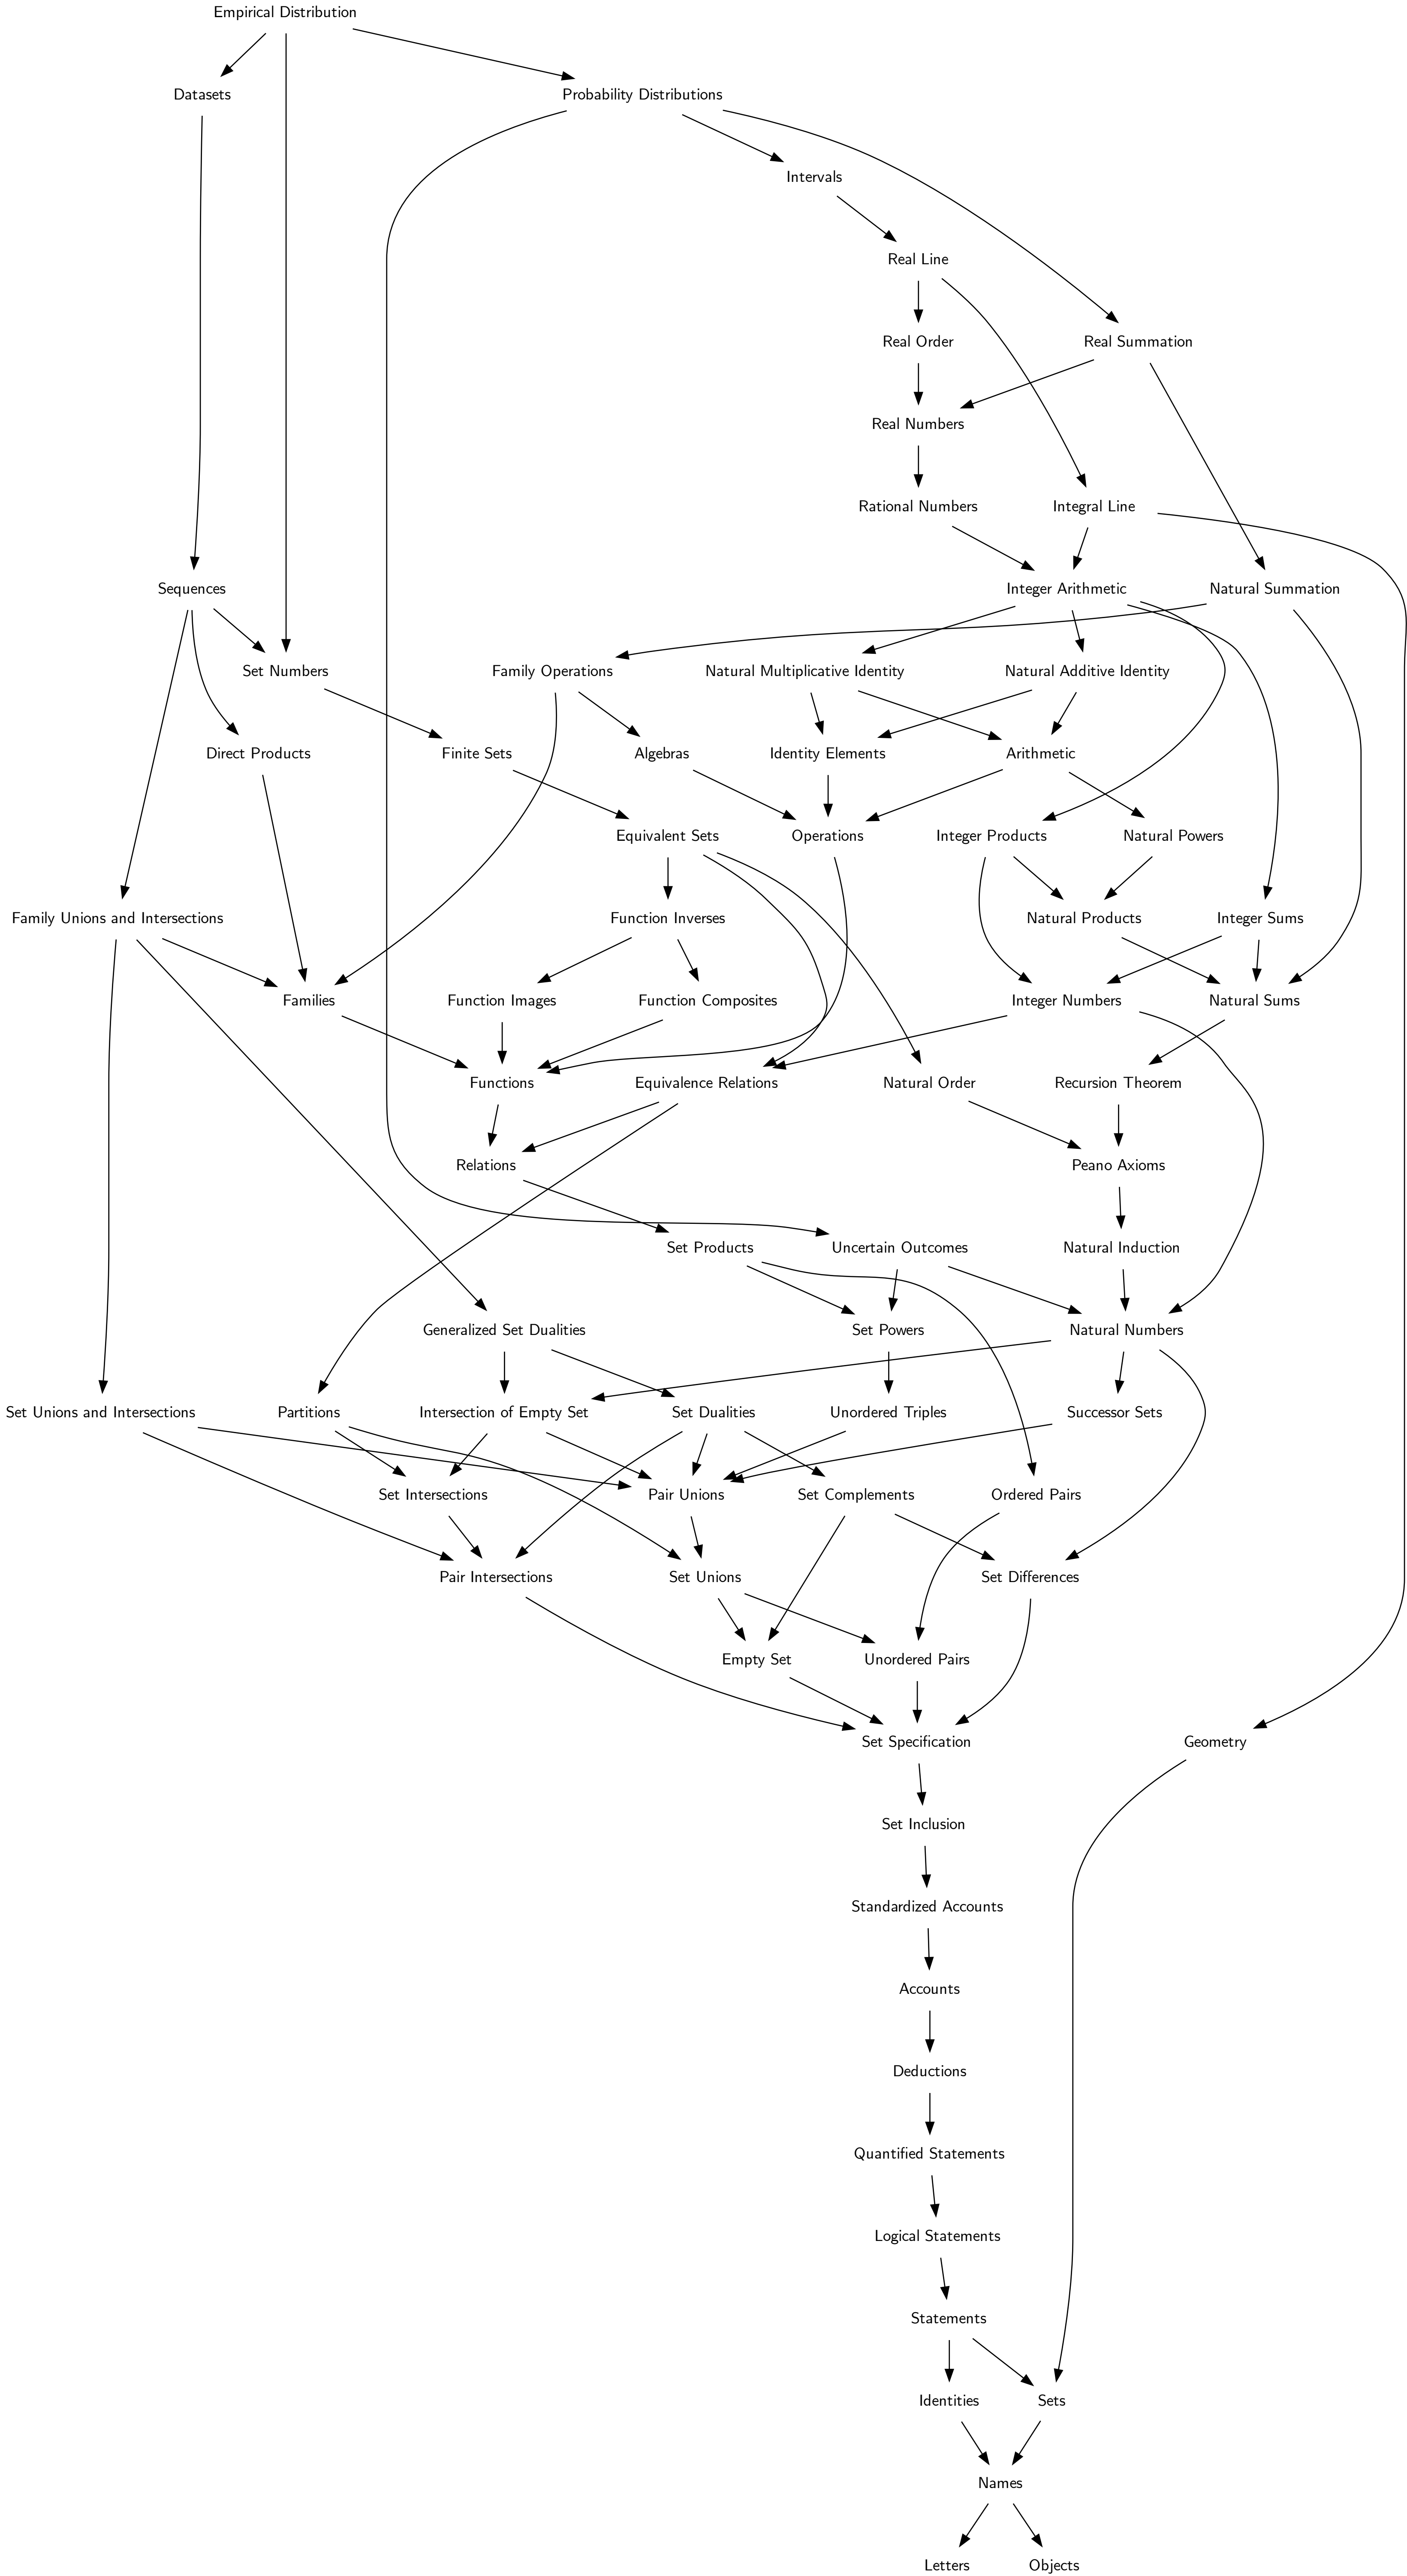 Empirical Distribution
Datasets
Probability Distributions
Intervals
Real Line
Real Order
Real Summation
Real Numbers
Rational Numbers
Integral Line
Sequences
Integer Arithmetic
Natural Summation
Set Numbers
Family Operations
Natural Multiplicative Identity
Natural Additive Identity
Direct Products
Finite Sets
Algebras
Identity Elements
Arithmetic
Equivalent Sets
Operations
Integer Products
Natural Powers
Family Unions and Intersections
Function Inverses
Natural Products
Integer Sums
Families
Function Images
Function Composites
Integer Numbers
Natural Sums
Functions
Equivalence Relations
Natural Order
Recursion Theorem
Relations
Peano Axioms
Set Products
Uncertain Outcomes
Natural Induction
Generalized Set Dualities
Set Powers
Natural Numbers
Set Unions and Intersections
Partitions
Intersection of Empty Set
Set Dualities
Unordered Triples
Successor Sets
Set Intersections
Pair Unions
Set Complements
Ordered Pairs
Pair Intersections
Set Unions
Set Differences
Empty Set
Unordered Pairs
Set Specification
Geometry
Set Inclusion
Standardized Accounts
Accounts
Deductions
Quantified Statements
Logical Statements
Statements
Identities
Sets
Names
Letters
Objects